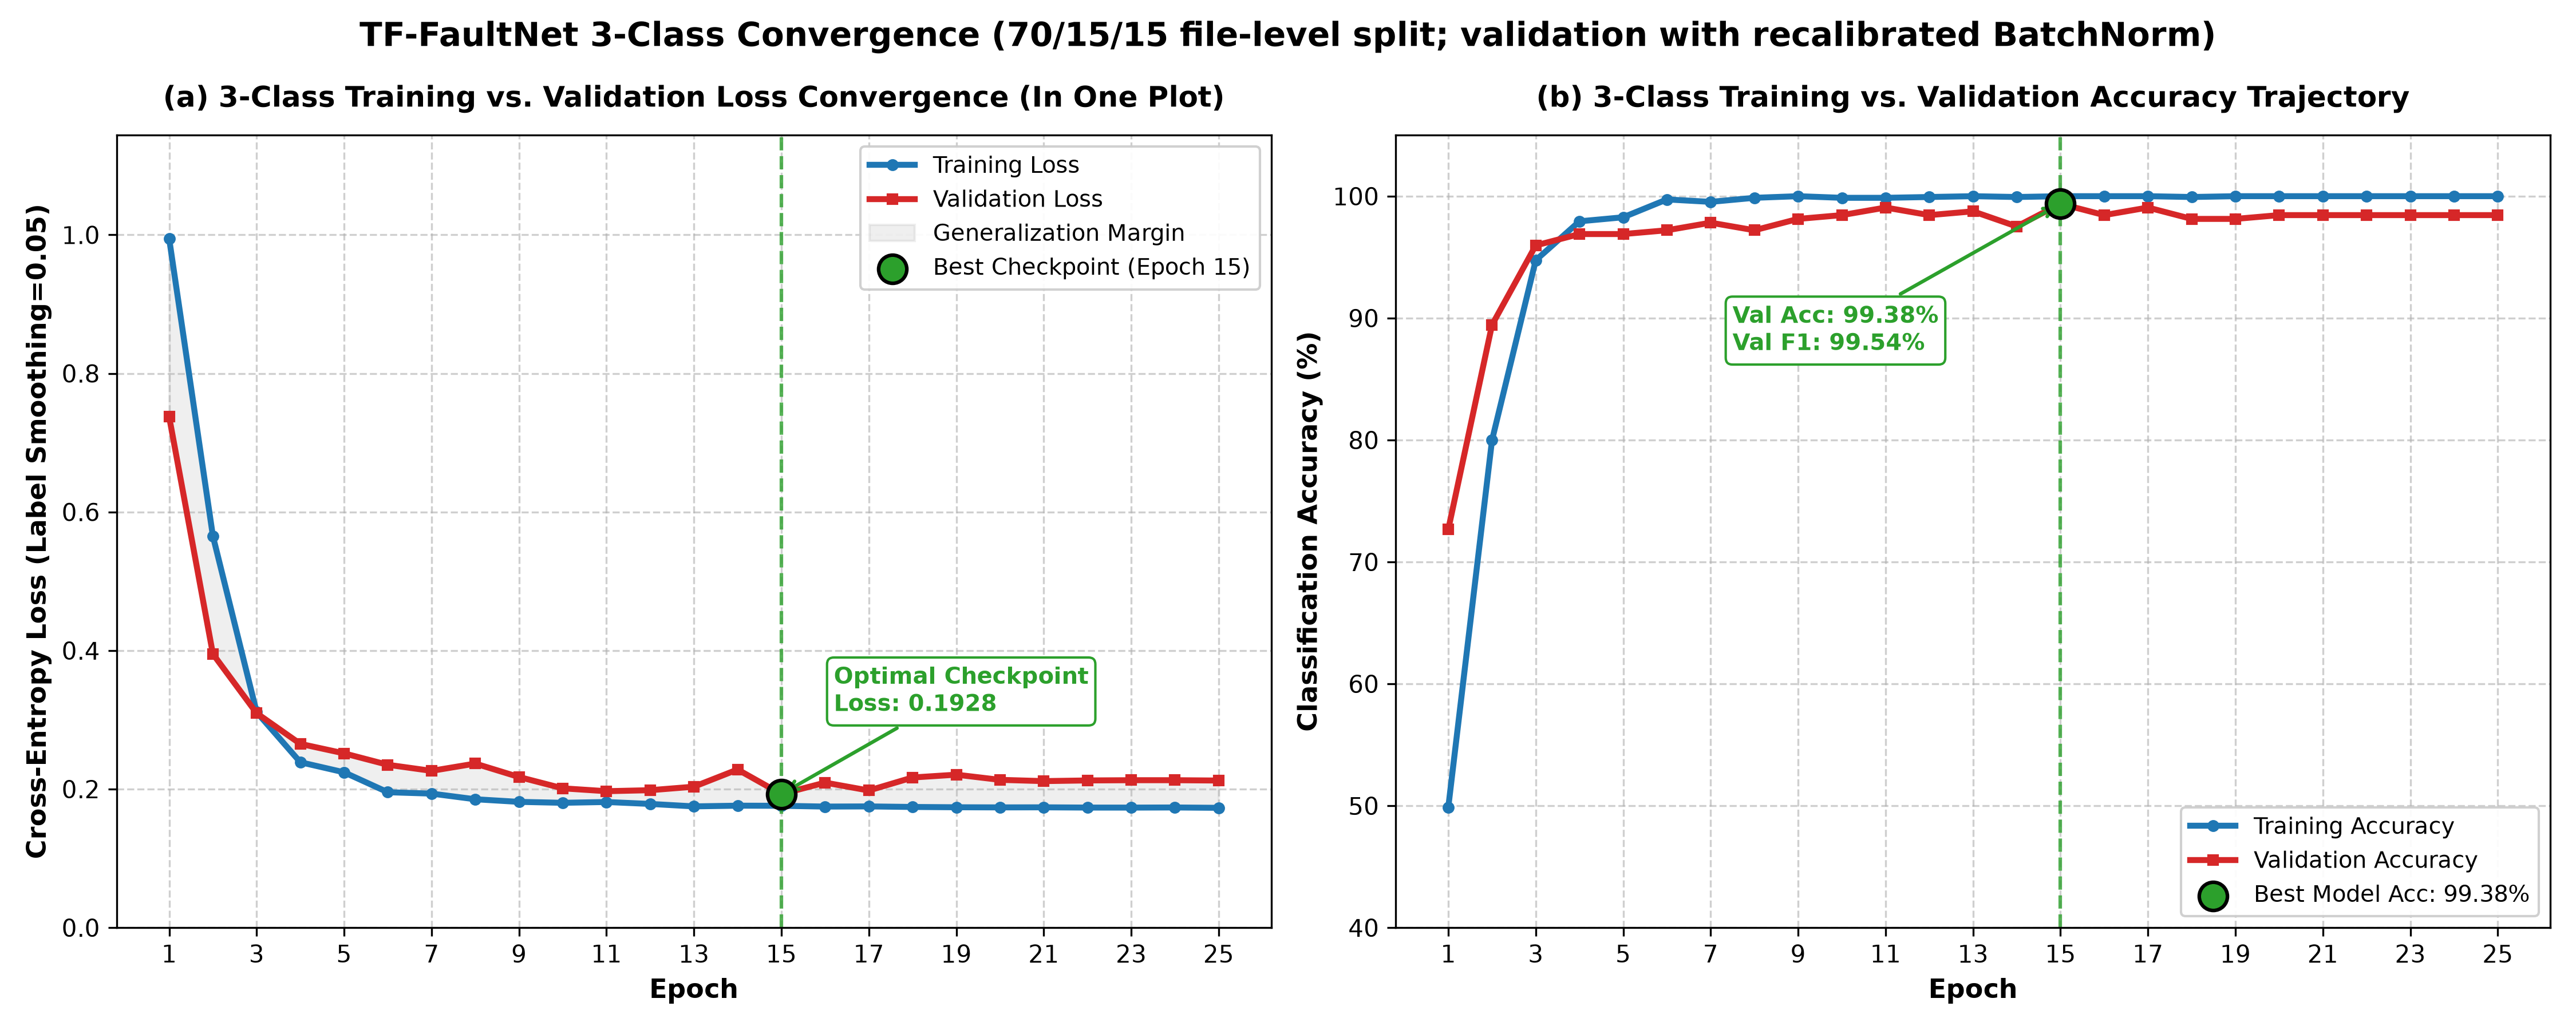 TF-FaultNet 3-Class Convergence (70/15/15 file-level split; validation with recalibrated BatchNorm)
(a) 3-Class Training vs. Validation Loss Convergence (In One Plot)
Cross-Entropy Loss (Label Smoothing=0.05)
1.0
0.8
0.6
0.4
0.2
0.0
Training Loss
Validation Loss
Generalization Margin
Best Checkpoint (Epoch 15)
Optimal Checkpoint
Loss: 0.1928
1 3 5 7 9 11 13 15 17 19 21 23 25
Epoch
(b) 3-Class Training vs. Validation Accuracy Trajectory
Classification Accuracy (%)
100
90
80
70
60
50
40
Val Acc: 99.38%
Val F1: 99.54%
Training Accuracy
Validation Accuracy
Best Model Acc: 99.38%
1 3 5 7 9 11 13 15 17 19 21 23 25
Epoch